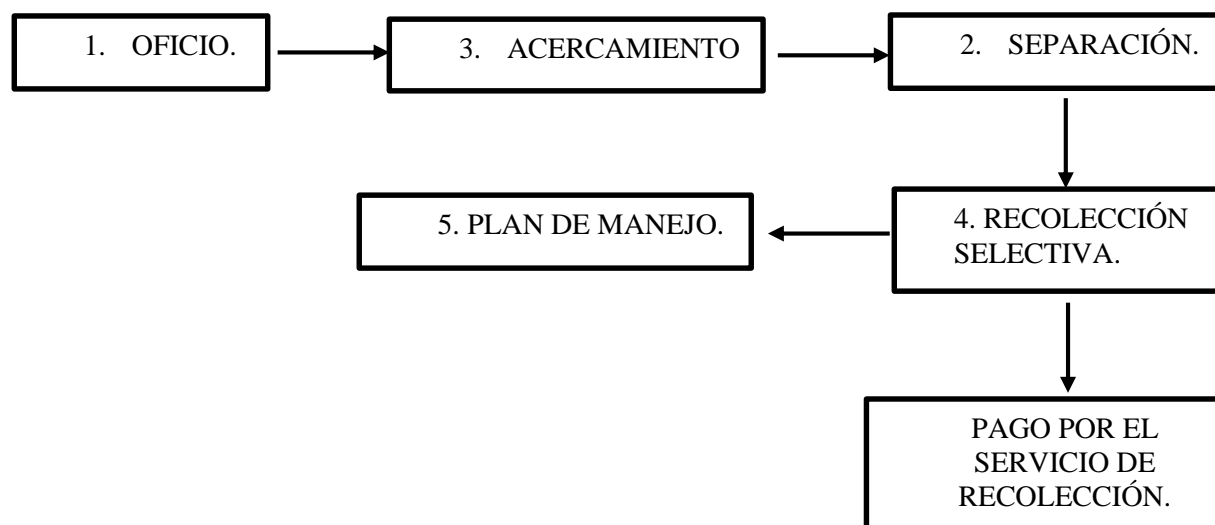 1. OFICIO.
3. ACERCAMIENTO
2. SEPARACIÓN.
5. PLAN DE MANEJO.
4. RECOLECCIÓN
SELECTIVA.
PAGO POR EL
SERVICIO DE
RECOLECCIÓN.